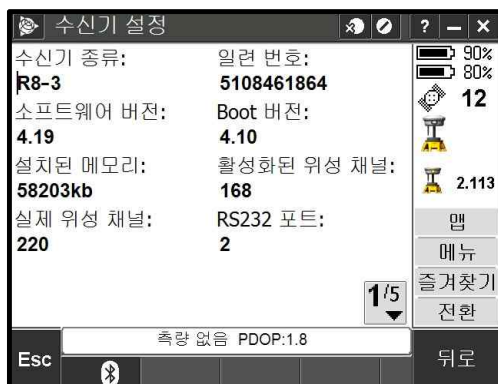 수신기 설정
? – ×
수신기 종류: 일련 번호:
R8-3 5108461864
소프트웨어 버전: Boot 버전:
4.19 4.10
설치된 메모리: 활성화된 위성 채널:
58203kb 168
실제 위성 채널: RS232 포트:
220 2
1/5
90%
80%
12
2.113
맵
메뉴
즐겨찾기
전환
측량 없음 PDOP:1.8
Esc
뒤로